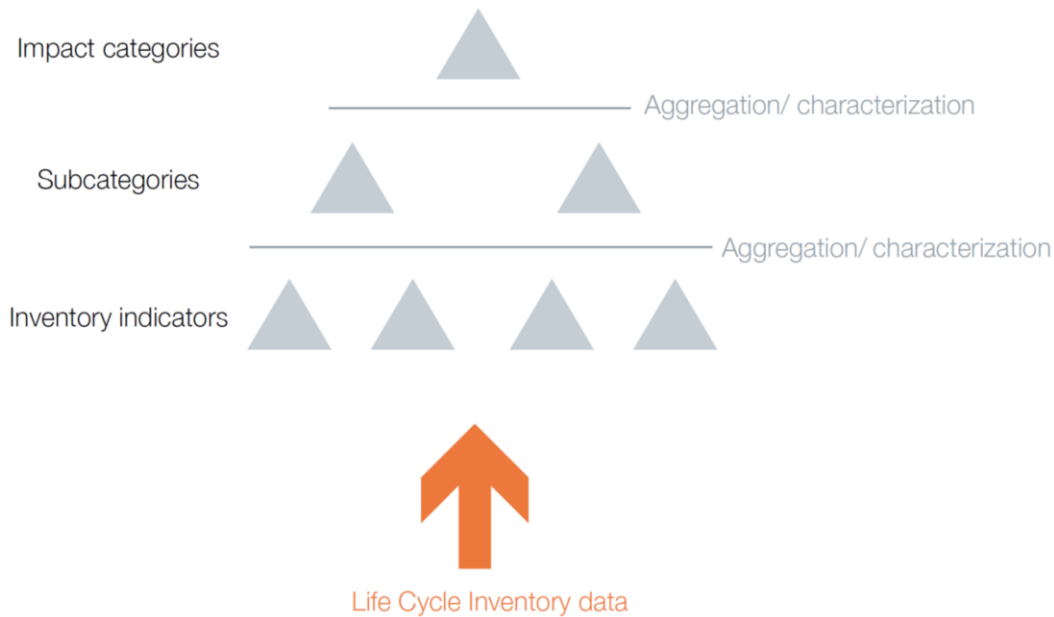 Impact categories
Aggregation/ characterization
Subcategories
Aggregation/ characterization
Inventory indicators
Life Cycle Inventory data